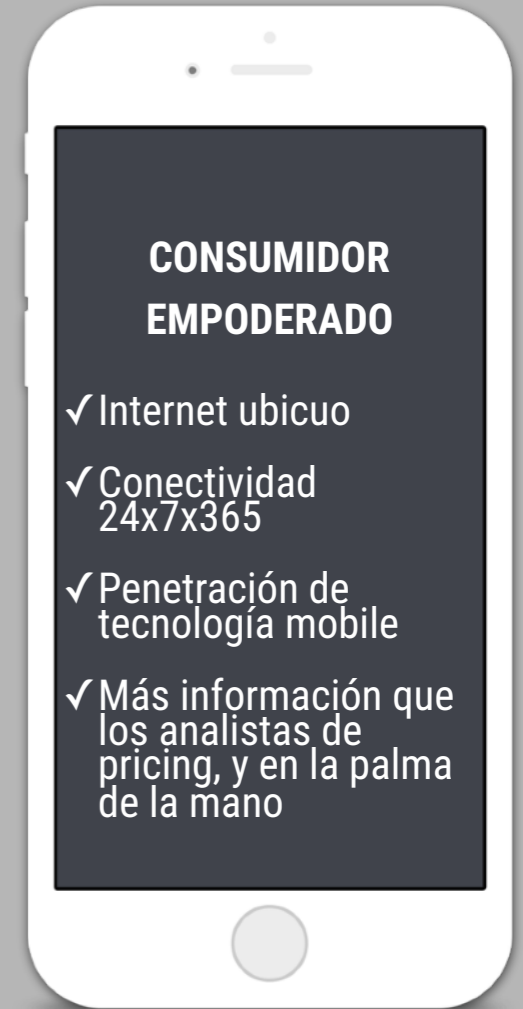 CONSUMIDOR
EMPODERADO
✓Internet ubicuo
✓Conectividad
24x7x365
✓Penetración de
tecnología mobile
✓Más información que
los analistas de
pricing, y en la palma
de la mano